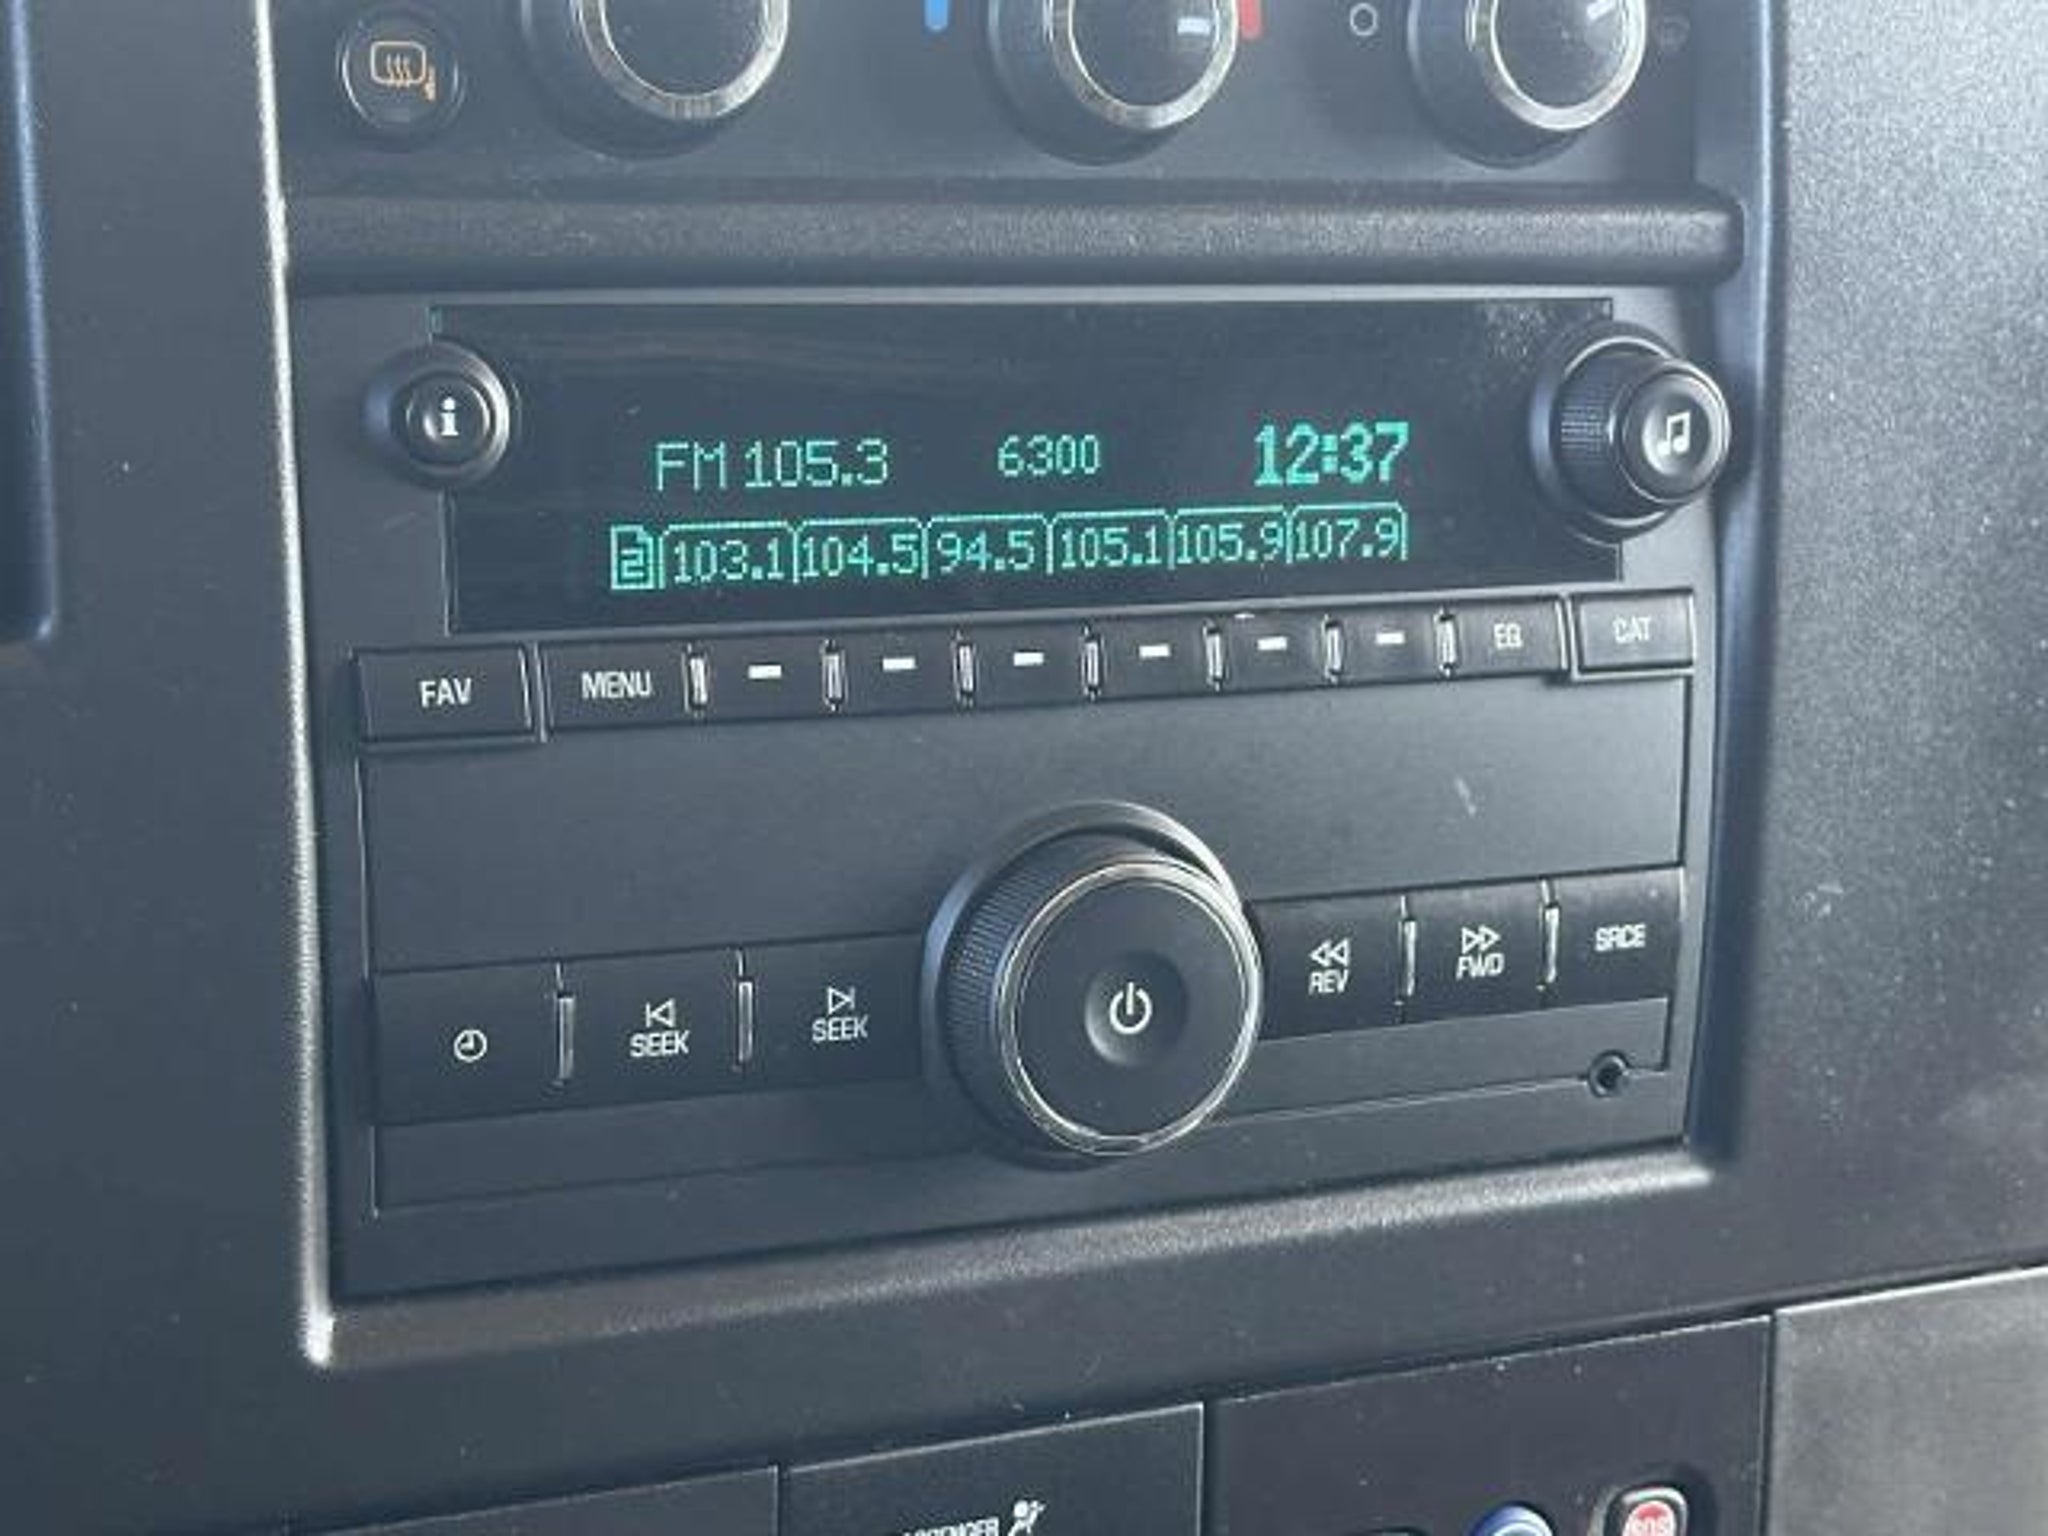 i
FM 105.3 6300 12:37
2 103.1 104.5 94.5 105.1 105.9 107.9
FAV MENU EQ CAT
SEEK SEEK REV FWD SRCE
SOS